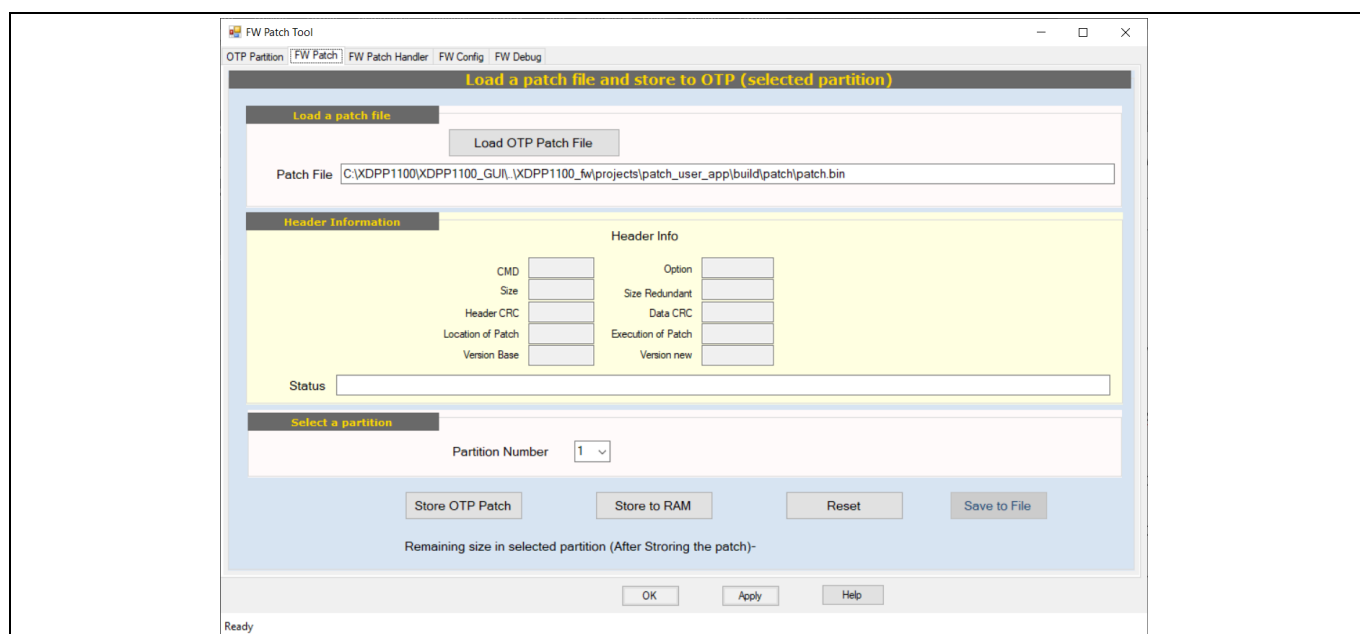 FW Patch Tool
OTP Partition FW Patch FW Patch Handler FW Config FW Debug
Load a patch file and store to OTP (selected partition)
Load a patch file
Load OTP Patch File
Patch File C:\XDPP1100\XDPP1100_GUI\..\XDPP1100_fw\projects\patch_user_app\build\patch\patch.bin
Header Information
Header Info
CMD Option
Size Size Redundant
Header CRC Data CRC
Location of Patch Execution of Patch
Version Base Version new
Status
Select a partition
Partition Number 1
Store OTP Patch Store to RAM Reset Save to File
Remaining size in selected partition (After Stroring the patch)-
OK Apply Help
Ready